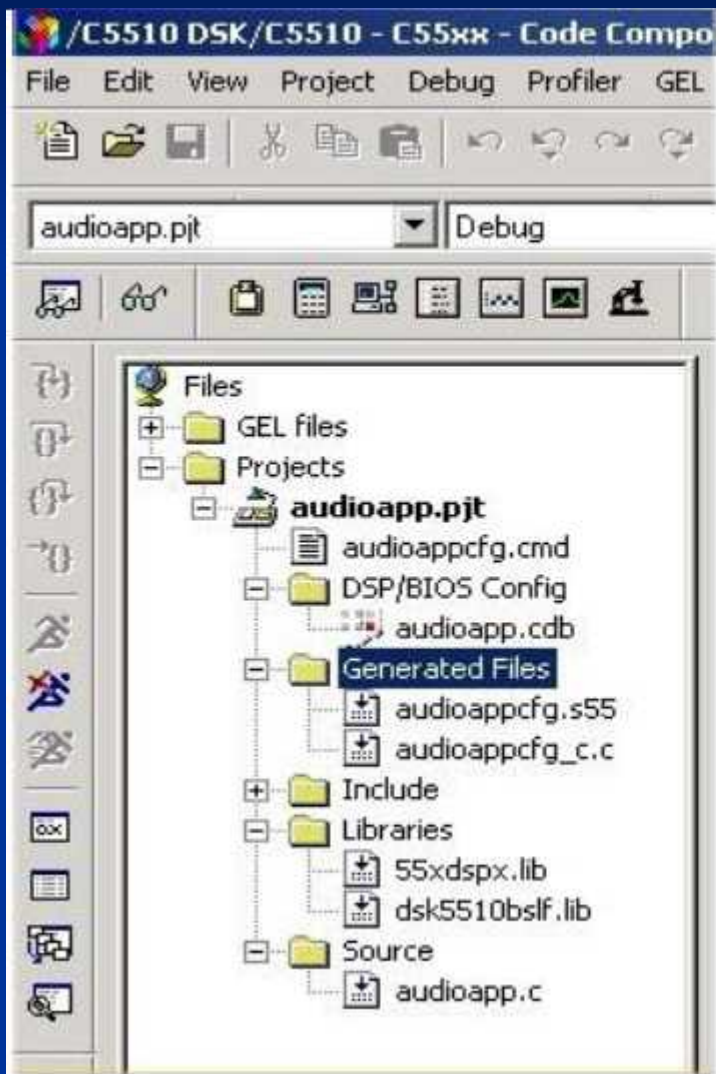 /C5510 DSK/C5510 - C55xx - Code Compo
File Edit View Project Debug Profiler GEL
audioapp.pjt Debug
Files
GEL files
Projects
audioapp.pjt
audioappcfg.cmd
DSP/BIOS Config
audioapp.cdb
Generated Files
audioappcfg.s55
audioappcfg_c.c
Include
Libraries
55xdspx.lib
dsk5510bslf.lib
Source
audioapp.c